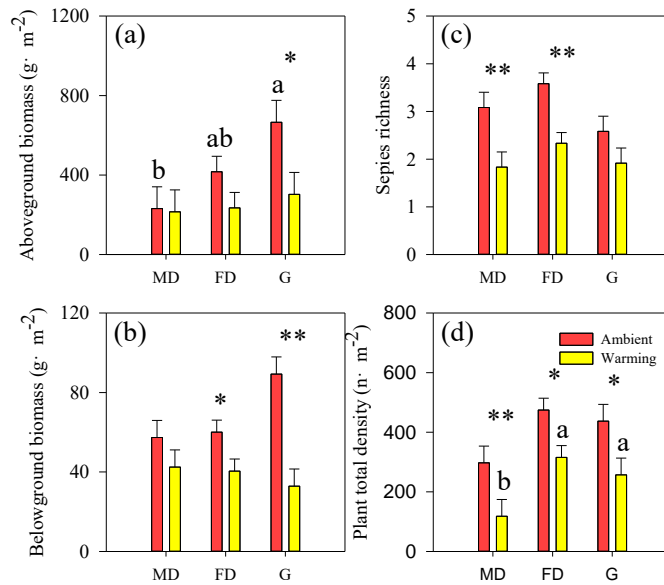 Aboveground biomass (g· m⁻²)
1200
800
400
0
(a)
b
ab
a
*
MD FD G
Sepies richness
5
4
3
2
1
0
(c)
**
**
MD FD G
Belowground biomass (g· m⁻²)
120
80
40
0
(b)
*
**
MD FD G
Plant total density (n· m⁻²)
800
600
400
200
0
(d)
Ambient
Warming
**
*
*
b
a
a
MD FD G